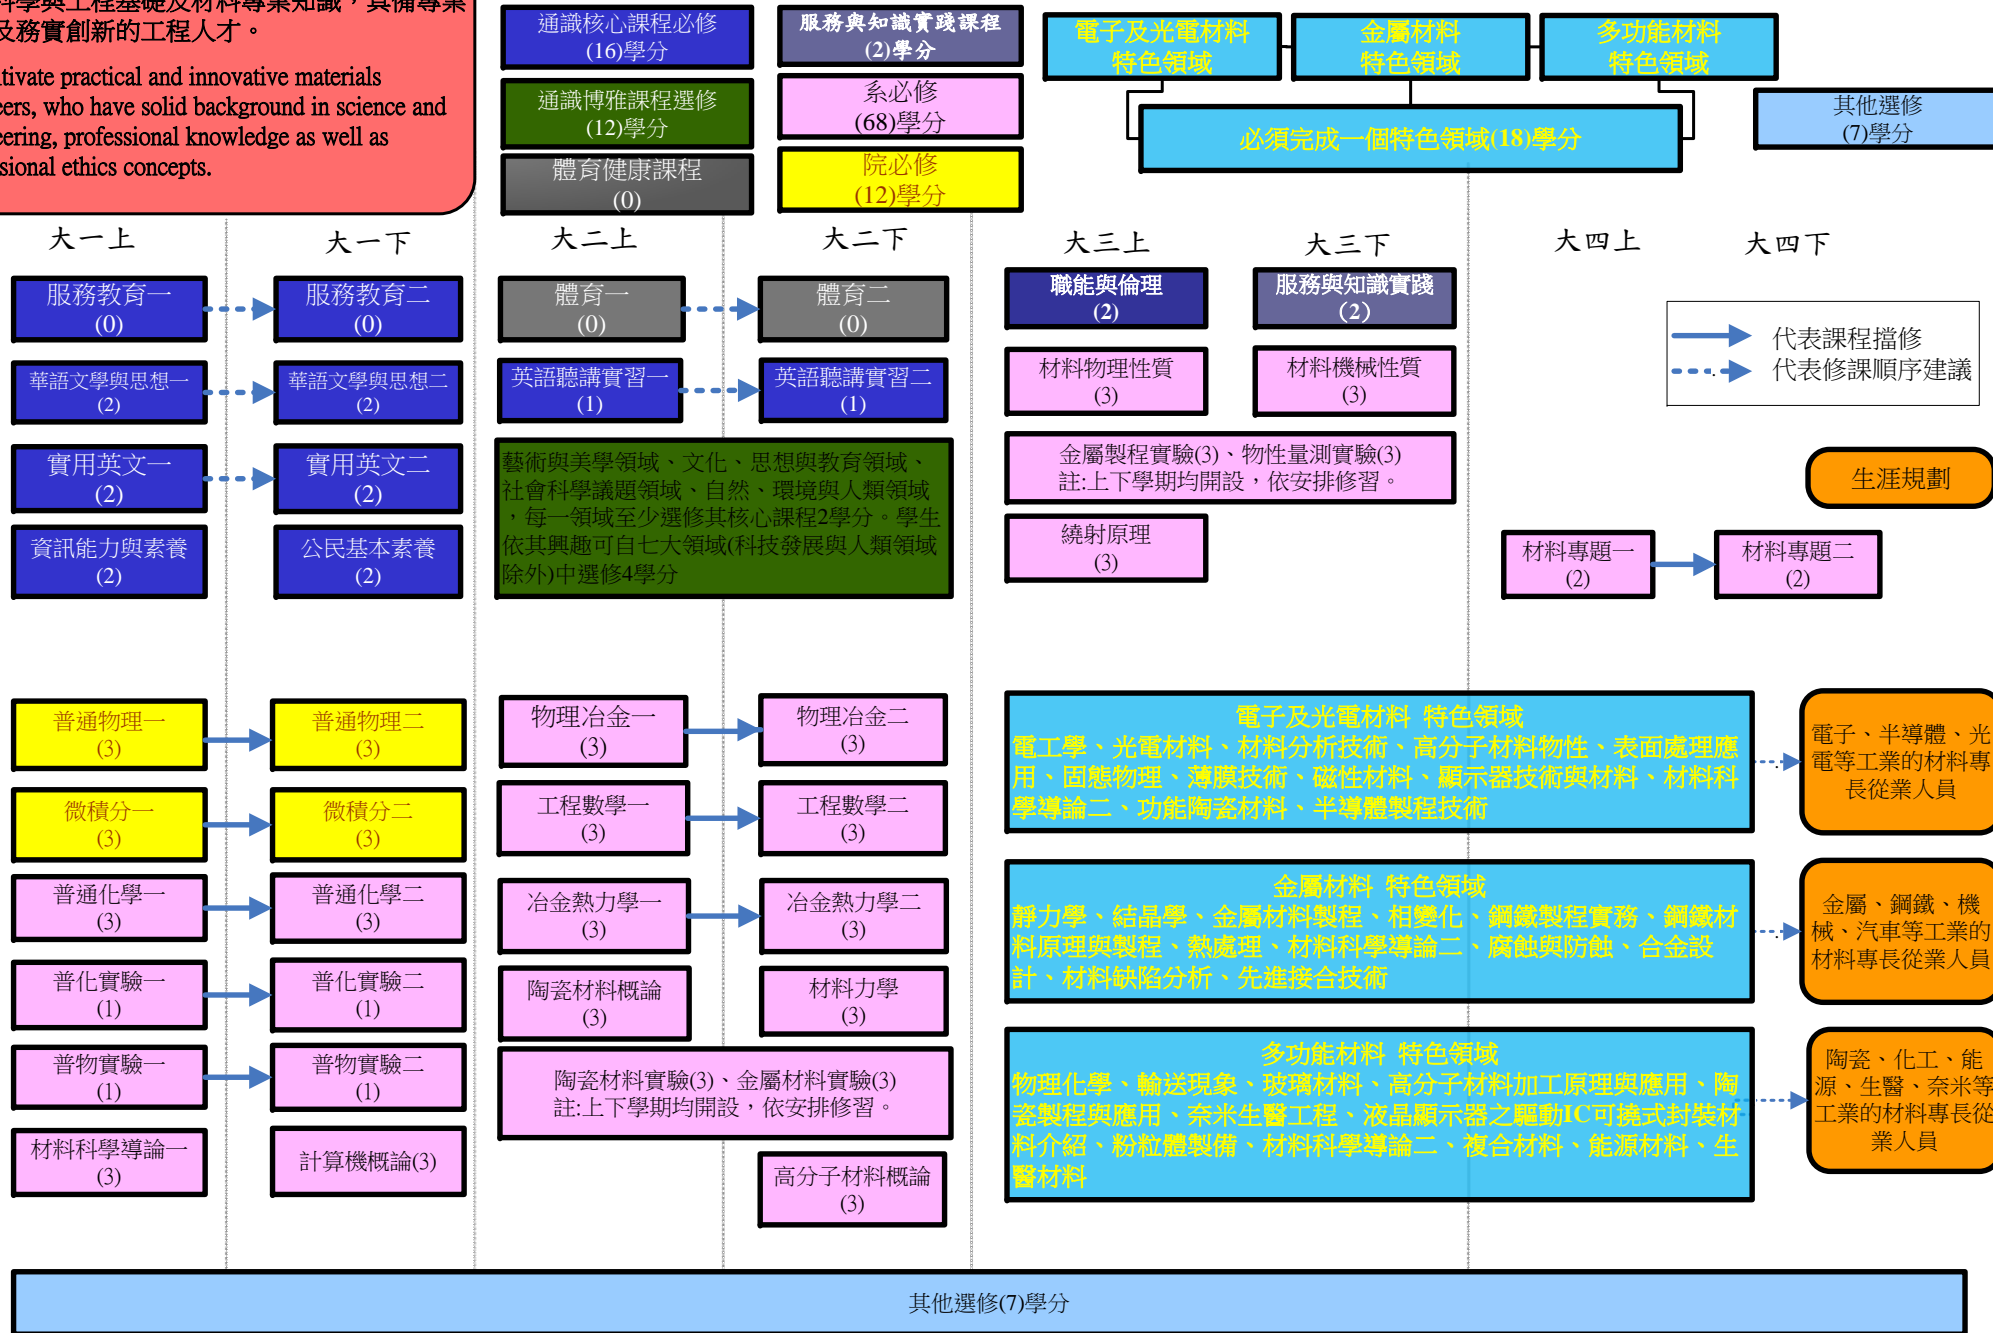 科學與工程基礎及材料專業知識，具備專業
及務實創新的工程人才。
tivate practical and innovative materials
eers, who have solid background in science and
eering, professional knowledge as well as
sional ethics concepts.
通識核心課程必修
(16)學分
服務與知識實踐課程
(2)學分
通識博雅課程選修
(12)學分
系必修
(68)學分
體育健康課程
(0)
院必修
(12)學分
電子及光電材料
特色領域
金屬材料
特色領域
多功能材料
特色領域
必須完成一個特色領域(18)學分
其他選修
(7)學分
大一上
大一下
大二上
大二下
大三上
大三下
大四上
大四下
服務教育一
(0)
服務教育二
(0)
體育一
(0)
體育二
(0)
職能與倫理
(2)
服務與知識實踐
（2）
代表課程擋修
代表修課順序建議
華語文學與思想一
(2)
華語文學與思想二
(2)
英語聽講實習一
(1)
英語聽講實習二
(1)
材料物理性質
(3)
材料機械性質
(3)
實用英文一
(2)
實用英文二
(2)
藝術與美學領域、文化、思想與教育領域、
社會科學議題領域、自然、環境與人類領域
，每一領域至少選修其核心課程2學分。學生
依其興趣可自七大領域(科技發展與人類領域
除外)中選修4學分
金屬製程實驗(3)、物性量測實驗(3)
註:上下學期均開設，依安排修習。
生涯規劃
資訊能力與素養
(2)
公民基本素養
(2)
繞射原理
(3)
材料專題一
(2)
材料專題二
(2)
普通物理一
(3)
普通物理二
(3)
物理冶金一
(3)
物理冶金二
(3)
電子及光電材料 特色領域
電工學、光電材料、材料分析技術、高分子材料物性、表面處理應
用、固態物理、薄膜技術、磁性材料、顯示器技術與材料、材料科
學導論二、功能陶瓷材料、半導體製程技術
電子、半導體、光
電等工業的材料專
長從業人員
微積分一
(3)
微積分二
(3)
工程數學一
(3)
工程數學二
(3)
普通化學一
(3)
普通化學二
(3)
冶金熱力學一
(3)
冶金熱力學二
(3)
金屬材料 特色領域
靜力學、結晶學、金屬材料製程、相變化、鋼鐵製程實務、鋼鐵材
料原理與製程、熱處理、材料科學導論二、腐蝕與防蝕、合金設
計、材料缺陷分析、先進接合技術
金屬、鋼鐵、機
械、汽車等工業的
材料專長從業人員
普化實驗一
(1)
普化實驗二
(1)
陶瓷材料概論
(3)
材料力學
(3)
普物實驗一
(1)
普物實驗二
(1)
陶瓷材料實驗(3)、金屬材料實驗(3)
註:上下學期均開設，依安排修習。
多功能材料 特色領域
物理化學、輸送現象、玻璃材料、高分子材料加工原理與應用、陶
瓷製程與應用、奈米生醫工程、液晶顯示器之驅動IC可撓式封裝材
料介紹、粉粒體製備、材料科學導論二、複合材料、能源材料、生
醫材料
陶瓷、化工、能
源、生醫、奈米等
工業的材料專長從
業人員
材料科學導論一
(3)
計算機概論(3)
高分子材料概論
(3)
其他選修(7)學分